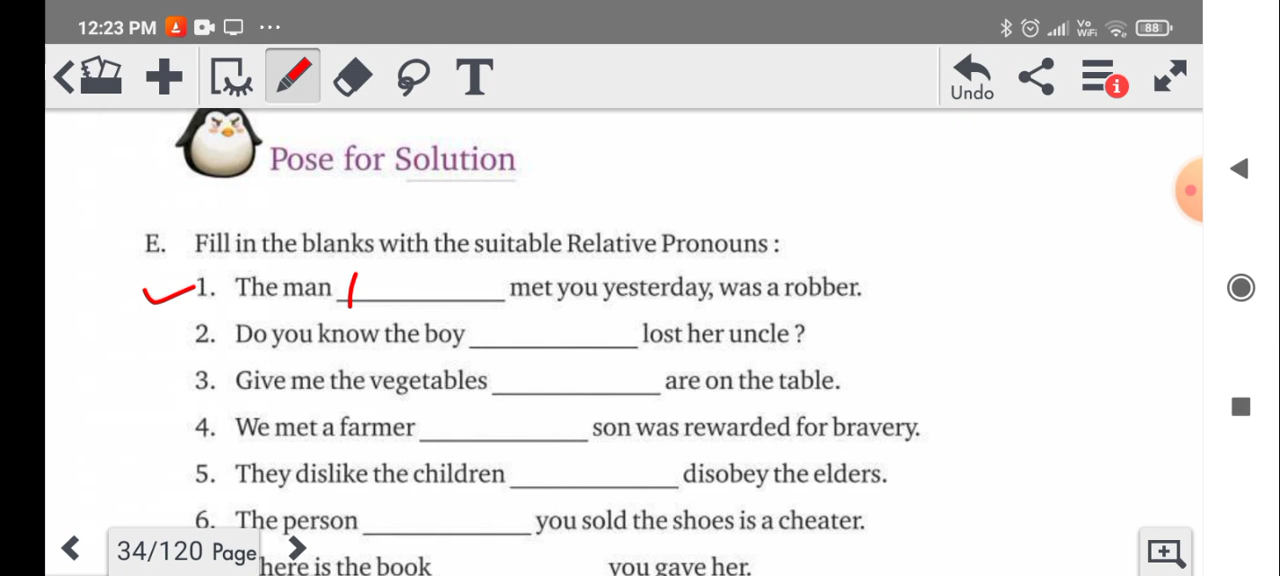 12:23 PM ... Vo WiFi 88
T Undo i
Pose for Solution
E. Fill in the blanks with the suitable Relative Pronouns :
1. The man ____________ met you yesterday, was a robber.
2. Do you know the boy ____________ lost her uncle ?
3. Give me the vegetables ____________ are on the table.
4. We met a farmer ____________ son was rewarded for bravery.
5. They dislike the children ____________ disobey the elders.
6. The person ____________ you sold the shoes is a cheater.
34/120 Page
here is the book you gave her.